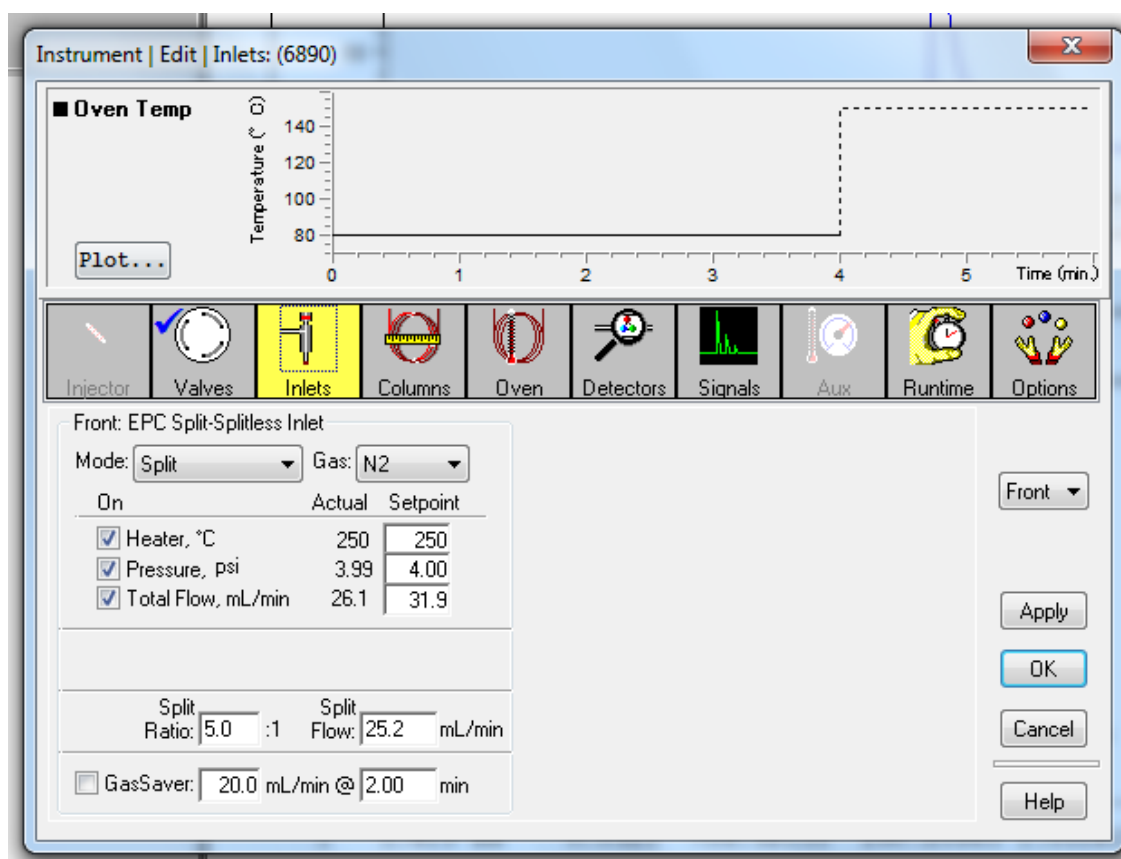 Instrument | Edit | Inlets: (6890)
Oven Temp
Temperature (° C)
140
120
100
80
Plot...
0 1 2 3 4 5 Time (min.)
Injector Valves Inlets Columns Oven Detectors Signals Aux Runtime Options
Front: EPC Split-Splitless Inlet
Mode: Split Gas: N2
Front
On Actual Setpoint
Heater, °C 250 250
Pressure, psi 3.99 4.00
Total Flow, mL/min 26.1 31.9
Apply
OK
Split Ratio: 5.0 :1 Split Flow: 25.2 mL/min
Cancel
GasSaver: 20.0 mL/min @ 2.00 min
Help